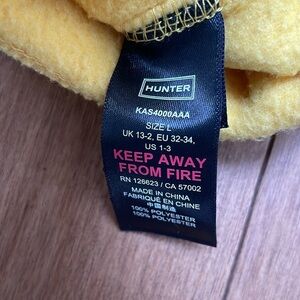 HUNTER
KAS4000AAA
SIZE L
UK 13-2, EU 32-34,
US 1-3
KEEP AWAY
FROM FIRE
RN 126623 / CA 57002
MADE IN CHINA
FABRIQUÉ EN CHINE
中国制造
100% POLYESTER
100% POLYESTER